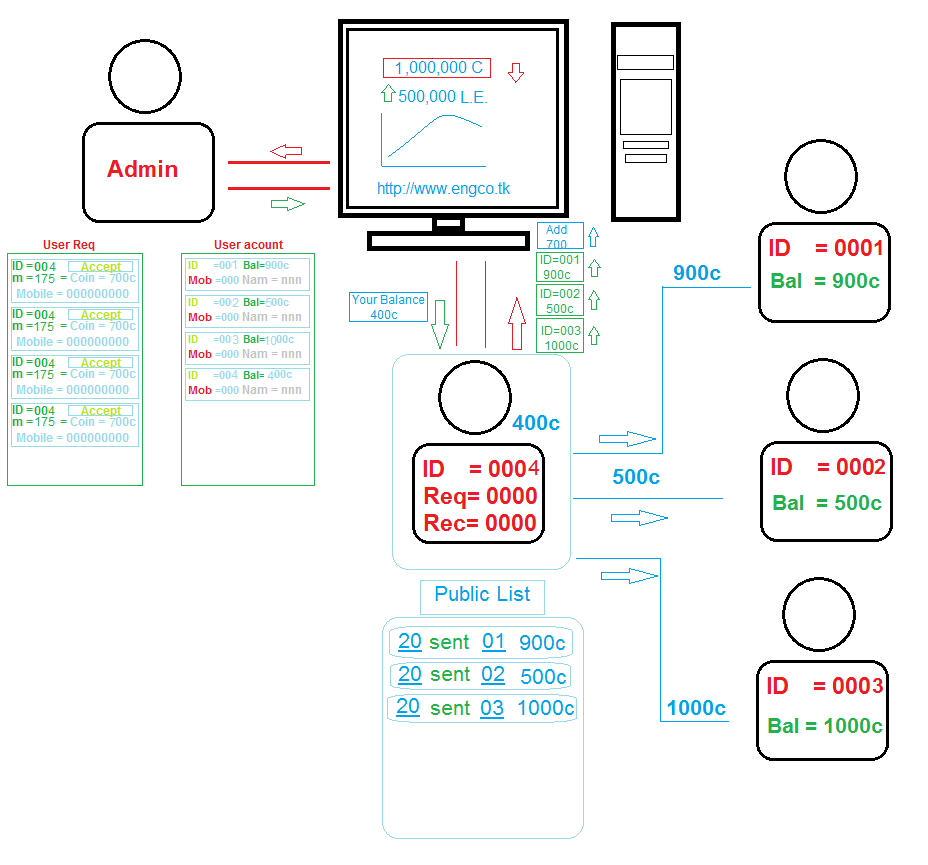 1,000,000 C
500,000 L.E.
http://www.engco.tk
Admin
User Req
ID =004 Accept
m =175 = Coin = 700c
Mobile = 000000000
ID =004 Accept
m =175 = Coin = 700c
Mobile = 000000000
ID =004 Accept
m =175 = Coin = 700c
Mobile = 000000000
ID =004 Accept
m =175 = Coin = 700c
Mobile = 000000000
User acount
ID =001 Bal=900c
Mob =000 Nam = nnn
ID =002 Bal=500c
Mob =000 Nam = nnn
ID =003 Bal=1000c
Mob =000 Nam = nnn
ID =004 Bal= 400c
Mob =000 Nam = nnn
Your Balance
400c
Add
700
ID=001
900c
ID=002
500c
ID=003
1000c
400c
ID = 0004
Req= 0000
Rec= 0000
900c
500c
1000c
ID = 0001
Bal = 900c
ID = 0002
Bal = 500c
ID = 0003
Bal = 1000c
Public List
20 sent 01 900c
20 sent 02 500c
20 sent 03 1000c